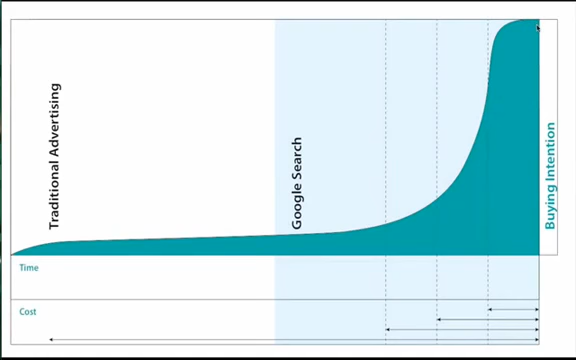 Traditional Advertising
Google Search
Buying Intention
Time
Cost